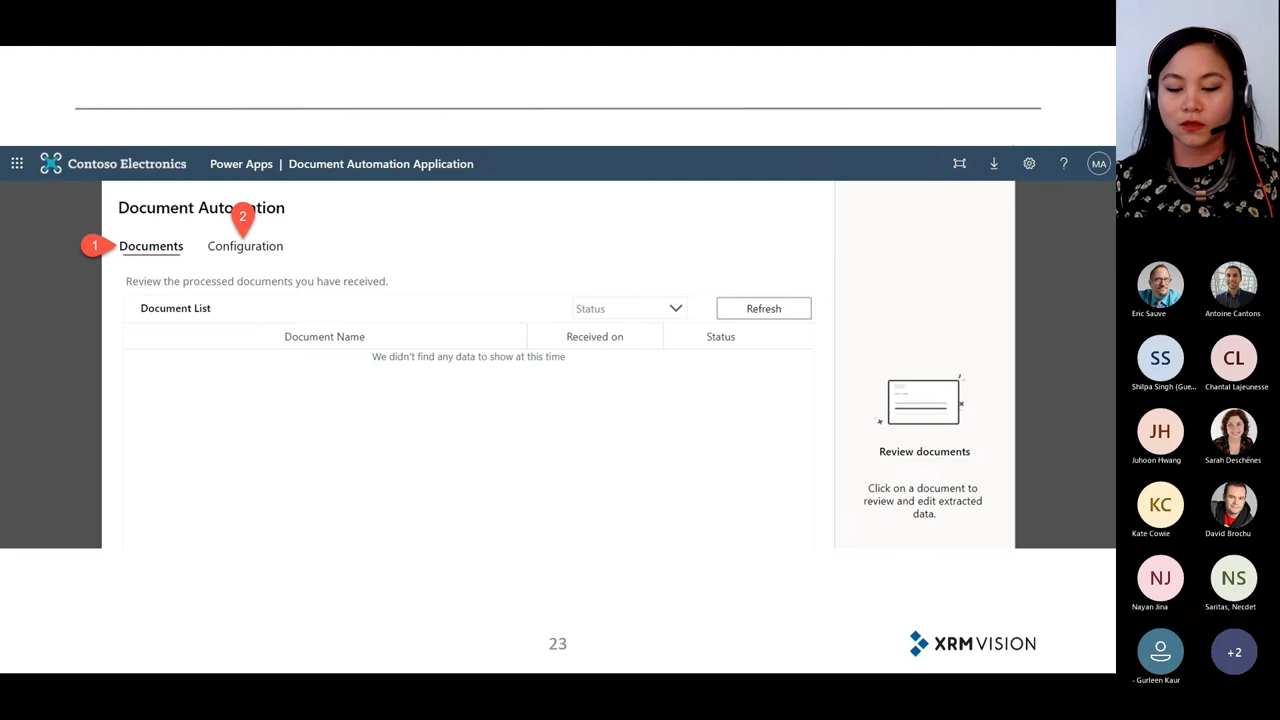 Contoso Electronics Power Apps | Document Automation Application ? MA
Document Automation
2
1 Documents Configuration
Review the processed documents you have received.
Document List Status Refresh
Document Name Received on Status
We didn't find any data to show at this time
Review documents
Click on a document to
review and edit extracted
data.
23
XRM VISION
Eric Sauve Antoine Cantons
SS CL
Shilpa Singh (Gue... Chantal Lajeunesse
JH
Juhoon Hwang Sarah Deschênes
KC
Kate Cowie David Brochu
NJ NS
Nayan Jina Saritas, Necdet
+2
- Gurleen Kaur